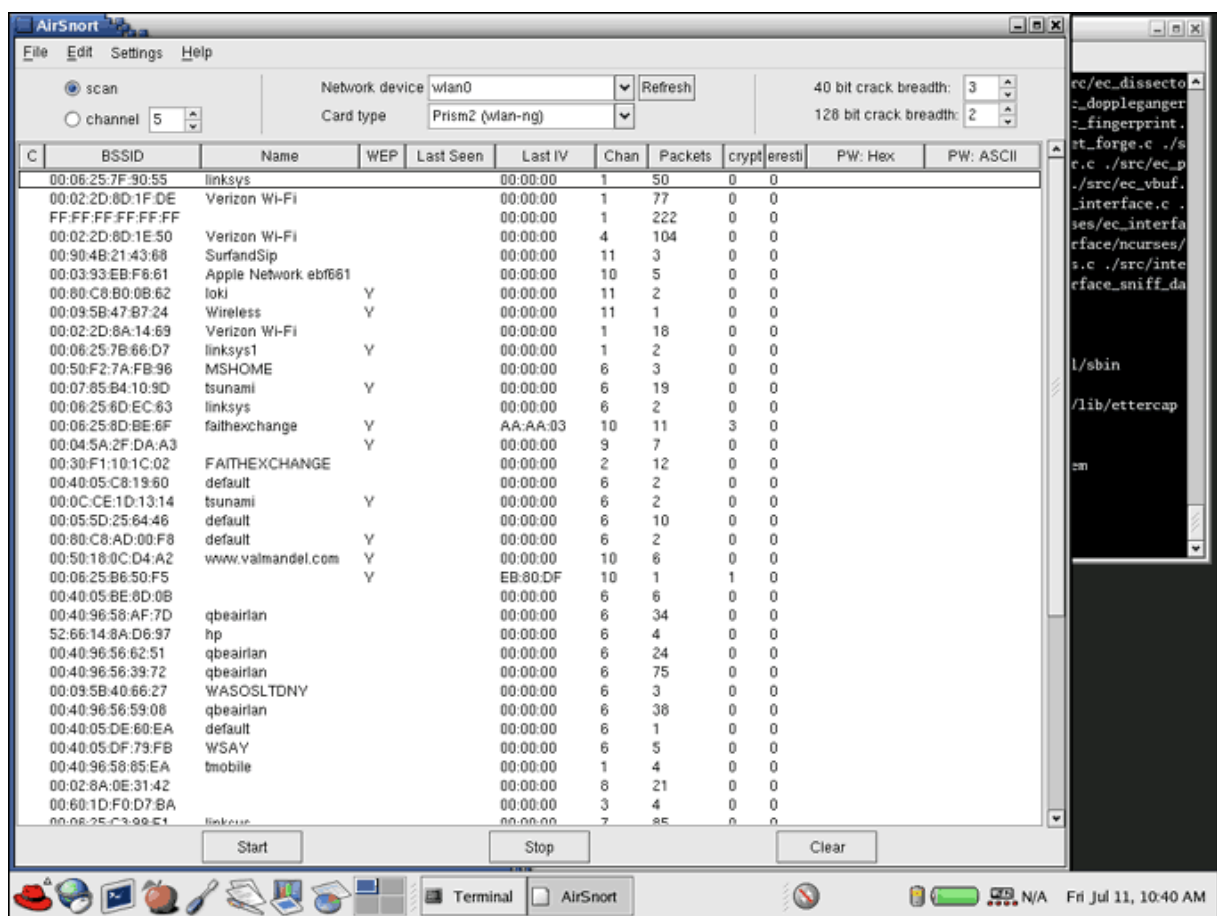 AirSnort
File Edit Settings Help
scan Network device wlan0 Refresh 40 bit crack breadth: 3
channel 5 Card type Prism2 (wlan-ng) 128 bit crack breadth: 2
C BSSID Name WEP Last Seen Last IV Chan Packets crypt eresti PW: Hex PW: ASCII
00:06:25:7F:90:55 linksys 00:00:00 1 50 0 0
00:02:2D:8D:1F:DE Verizon Wi-Fi 00:00:00 1 77 0 0
FF:FF:FF:FF:FF:FF 00:00:00 1 222 0 0
00:02:2D:8D:1E:50 Verizon Wi-Fi 00:00:00 4 104 0 0
00:90:4B:21:43:68 SurfandSip 00:00:00 11 3 0 0
00:03:93:EB:F6:61 Apple Network ebf661 00:00:00 10 5 0 0
00:80:C8:B0:0B:62 loki Y 00:00:00 11 2 0 0
00:09:5B:47:B7:24 Wireless Y 00:00:00 11 1 0 0
00:02:2D:8A:14:69 Verizon Wi-Fi 00:00:00 1 18 0 0
00:06:25:7B:66:D7 linksys1 Y 00:00:00 1 2 0 0
00:50:F2:7A:FB:96 MSHOME 00:00:00 6 3 0 0
00:07:85:B4:10:9D tsunami Y 00:00:00 6 19 0 0
00:06:25:6D:EC:63 linksys 00:00:00 6 2 0 0
00:06:25:8D:BE:6F faithexchange Y AA:AA:03 10 11 3 0
00:04:5A:2F:DA:A3 Y 00:00:00 9 7 0 0
00:30:F1:10:1C:02 FAITHEXCHANGE 00:00:00 2 12 0 0
00:40:05:C8:19:60 default 00:00:00 6 2 0 0
00:0C:CE:1D:13:14 tsunami Y 00:00:00 6 2 0 0
00:05:5D:25:64:46 default 00:00:00 6 10 0 0
00:80:C8:AD:00:F8 default Y 00:00:00 6 2 0 0
00:50:18:0C:D4:A2 www.valmandel.com Y 00:00:00 10 6 0 0
00:06:25:B6:50:F5 Y EB:80:DF 10 1 1 0
00:40:05:BE:8D:0B 00:00:00 6 6 0 0
00:40:96:58:AF:7D qbeairlan 00:00:00 6 34 0 0
52:66:14:8A:D6:97 hp 00:00:00 6 4 0 0
00:40:96:56:62:51 qbeairlan 00:00:00 6 24 0 0
00:40:96:56:39:72 qbeairlan 00:00:00 6 75 0 0
00:09:5B:40:66:27 WASOSLTDNY 00:00:00 6 3 0 0
00:40:96:56:59:08 qbeairlan 00:00:00 6 38 0 0
00:40:05:DE:60:EA default 00:00:00 6 1 0 0
00:40:05:DF:79:FB WSAY 00:00:00 6 5 0 0
00:40:96:58:85:EA tmobile 00:00:00 1 4 0 0
00:02:8A:0E:31:42 00:00:00 8 21 0 0
00:60:1D:F0:D7:BA 00:00:00 3 4 0 0
00:06:25:C3:99:F1 linksys 00:00:00 7 85 0 0
Start Stop Clear
rc/ec_dissecto
c_doppleganger
c_fingerprint.
et_forge.c ./s
r.c ./src/ec_p
./src/ec_vbuf.
_interface.c .
ses/ec_interfa
rface/ncurses/
s.c ./src/inte
rface_sniff_da
l/sbin
/lib/ettercap
em
Terminal AirSnort N/A Fri Jul 11, 10:40 AM